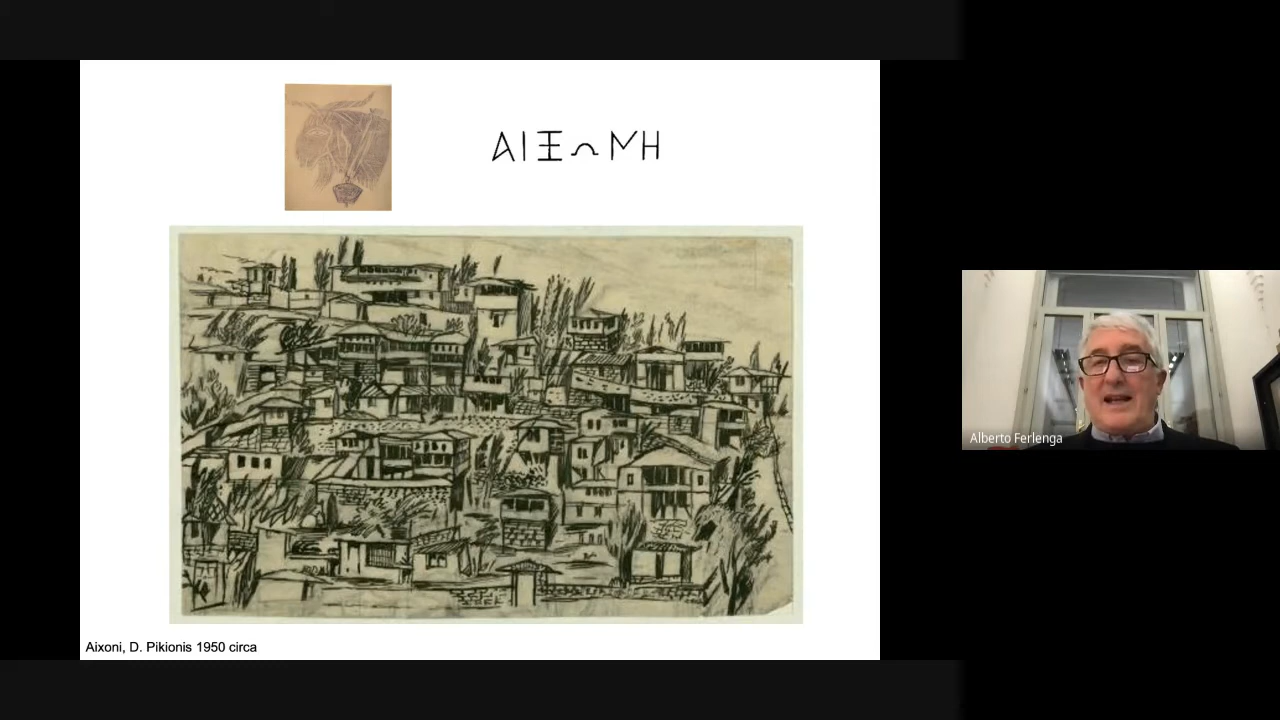 ΑΙΞΩΝΗ
Aixoni, D. Pikionis 1950 circa
Alberto Ferlenga